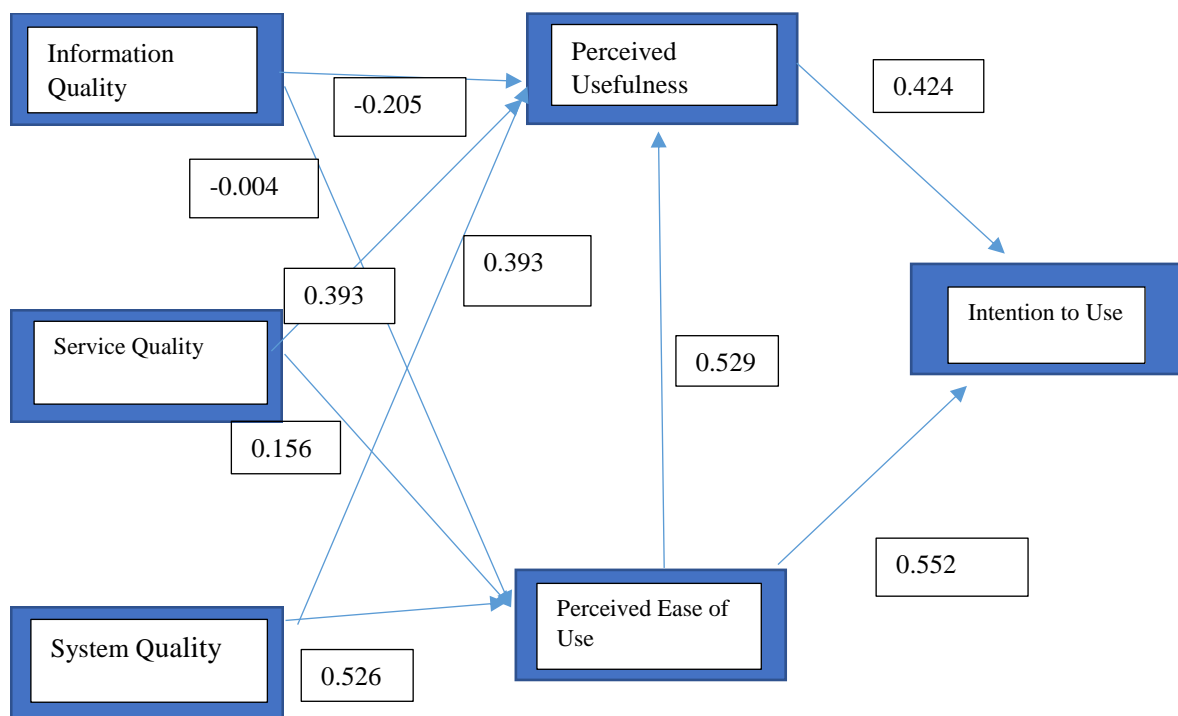 Information
Quality
Perceived
Usefulness
0.424
-0.205
-0.004
0.393
0.393
Intention to Use
Service Quality
0.529
0.156
0.552
Perceived Ease of
Use
System Quality
0.526